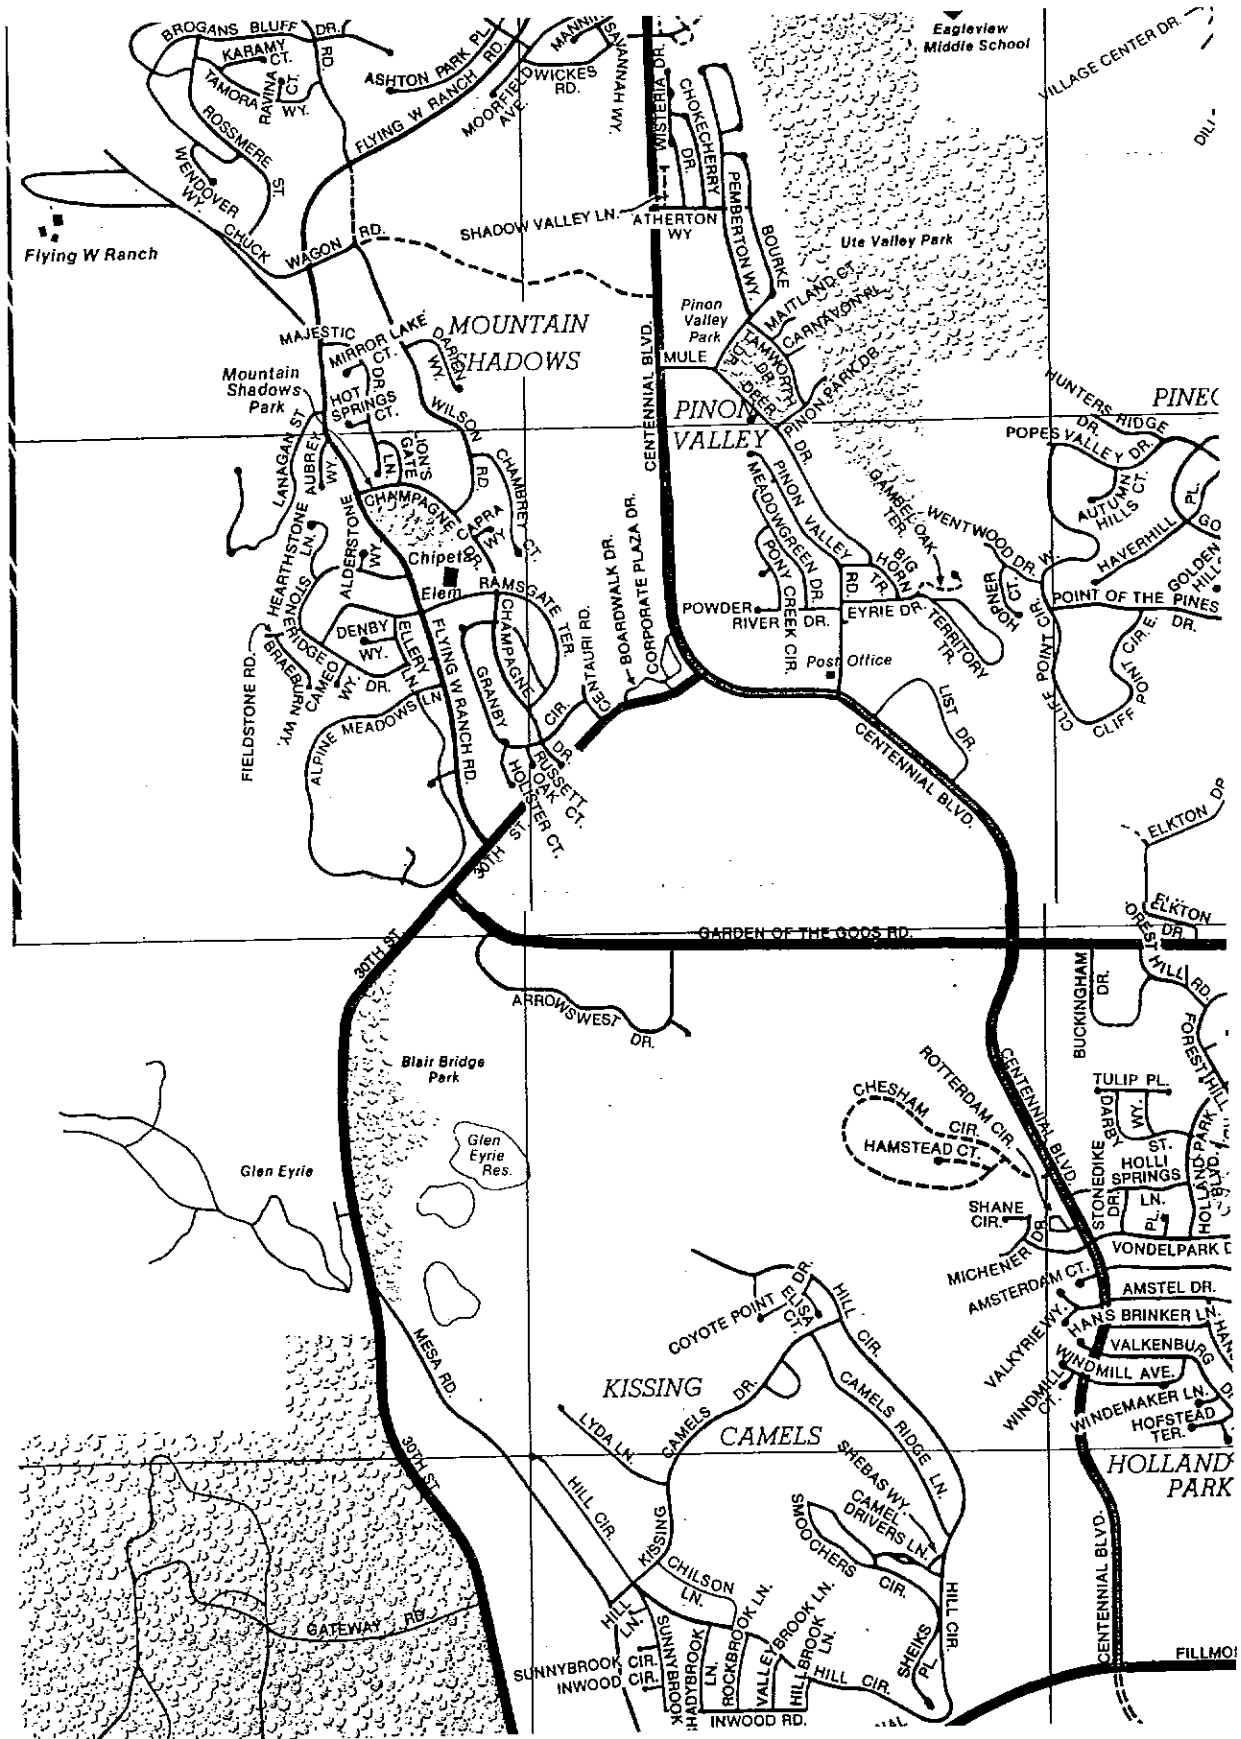 BROGANS BLUFF DR.
KARAMY CT.
RD.
TAMORA
RAVINA CT.
WY.
ROSSMERE
ST.
WENDOVER WY.
ASHTON PARK PL.
FLYING W RANCH RD.
MOORFIELD AVE.
WICKES RD.
SAVANNAH WY.
WISTERIA DR.
CHOKECHERRY
DR.
PEMBERTON WY.
BOURKE
Eagleview
Middle School
VILLAGE CENTER DR.
Flying W Ranch
CHUCK
WAGON
RD.
SHADOW VALLEY LN.
ATHERTON
WY
Ute Valley Park
MAITLAND CT.
CARNAVON PL.
Pinon
Valley
Park
TAMWORTH
DR.
MULE
DEER
DR.
PINON PARK DR.
MAJESTIC
DR.
MIRROR LAKE
CT.
DARIEN
WY.
MOUNTAIN
SHADOWS
Mountain
Shadows
Park
HOT
SPRINGS
CT.
WILSON
RD.
LION'S
GATE
LN.
CHAMBREY CT.
CENTENNIAL BLVD.
PINON
VALLEY
HUNTERS RIDGE
DR.
POPES VALLEY DR.
AUTUMN
HILLS CT.
HAVERHILL
PL.
GOLDEN
LANAGAN ST
AUBREY
WY.
CHAMPAGNE
DR.
CAPRA
WY
Chipeta
Elem
HEARTHSTONE
LN.
ALDERSTONE
WY
STONERIDGE
DR.
RAMSGATE
TER.
CHAMPAGNE
CIR.
DENBY
WY.
ELLERY
LN.
CAMEO
WY.
BRAEBURN WY.
FIELDSTONE RD.
ALPINE MEADOWS LN
FLYING W RANCH RD.
GRANBY
DR.
RUSSETT
OAK CT.
HOLISTER CT.
CENTAURI RD.
BOARDWALK DR.
CORPORATE PLAZA DR.
PINON VALLEY
RD.
DR.
MEADOWGREEN DR.
PONY CREEK CIR.
POWDER
RIVER DR.
BIG
HORN
TR.
GAMBEL OAK
TER.
EYRIE DR.
TERRITORY
TR.
WENTWOOD DR.
HOPNER
CT.
POINT OF THE PINES
DR.
CLIFF POINT CIR. W.
CLIFF POINT CIR. E.
Post Office
LIST DR.
CENTENNIAL BLVD.
ELKTON
ELKTON
DR.
30TH ST.
30TH ST.
GARDEN OF THE GODS RD.
ARROWSWEST
DR.
BUCKINGHAM
DR.
FOREST HILL
Blair Bridge
Park
Glen
Eyrie
Res.
Glen Eyrie
CHESHAM
CIR.
HAMSTEAD CT.
ROTTERDAM CIR.
CENTENNIAL BLVD.
TULIP PL.
DARBY
ST.
WY.
HOLLI
SPRINGS
LN.
PL.
STONEDIKE
DR.
HOLLAND PARK
BLVD.
SHANE
CIR.
MICHENER DR.
VONDELPARK D
AMSTERDAM CT.
AMSTEL DR.
VALKYRIE WY.
HANS BRINKER LN.
VALKENBURG
WINDMILL AVE.
WINDMILL
CT.
WINDEMAKER LN.
HOFSTEAD
TER.
HOLLAND
PARK
MESA RD.
30TH ST
COYOTE POINT DR.
ELISA
CT.
HILL
CIR.
KISSING
CAMELS
LYDA LN.
KISSING CAMELS DR.
CAMELS RIDGE LN.
SHEBAS WY
CAMEL
DRIVERS LN.
SMOOCHERS CIR.
HILL CIR.
CHILSON
LN.
HILL
LN.
GATEWAY RD.
SUNNYBROOK CIR.
INWOOD CIR.
SUNNYBROOK
SHADYBROOK
LN
ROCKBROOK LN.
VALLEYBROOK LN.
HILLBROOK
LN.
INWOOD RD.
HILL CIR.
SHEIKS
PL.
HILL CIR.
CENTENNIAL BLVD.
FILLMO